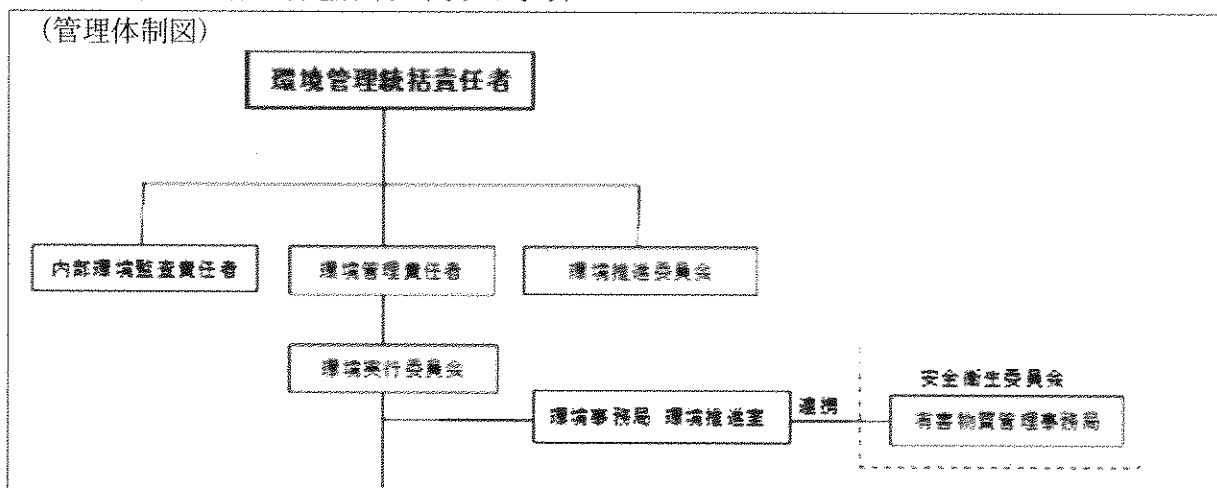 (管理体制図)
環境管理統括責任者
内部環境監査責任者
環境管理責任者
環境推進委員会
環境実行委員会
安全衛生委員会
環境事務局 環境推進室
連携
有害物質管理事務局